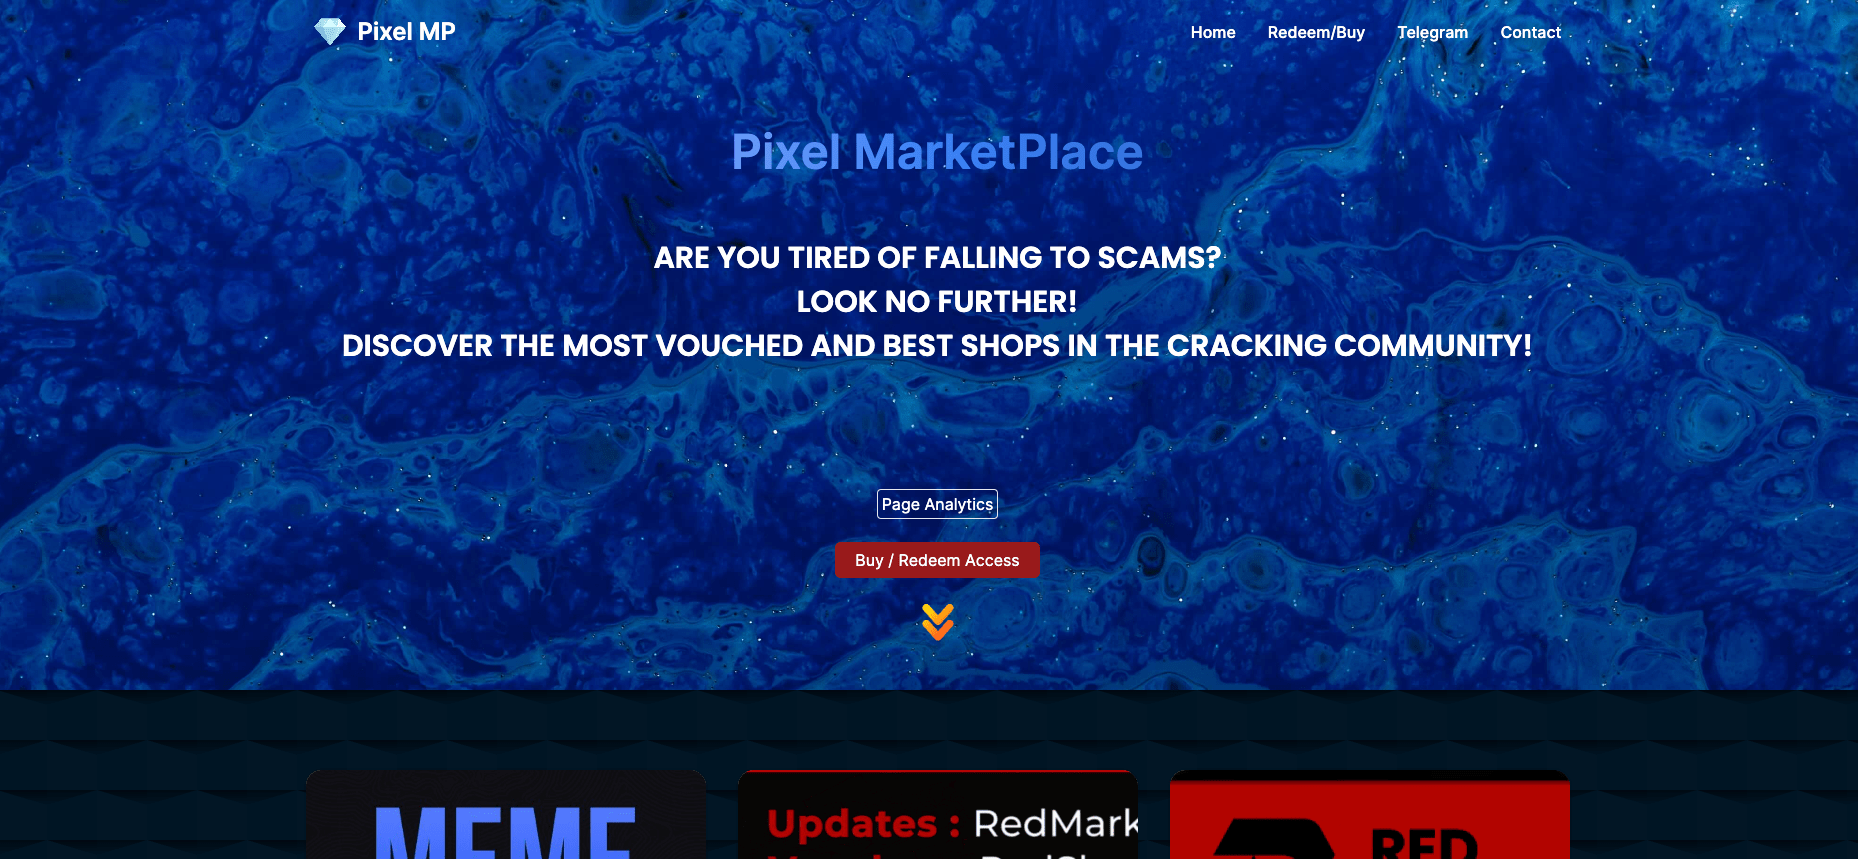 Pixel MP
Home
Redeem/Buy
Telegram
Contact
Pixel MarketPlace
ARE YOU TIRED OF FALLING TO SCAMS?
LOOK NO FURTHER!
DISCOVER THE MOST VOUCHED AND BEST SHOPS IN THE CRACKING COMMUNITY!
Page Analytics
Buy / Redeem Access
MEME
Updates : RedMark
RED